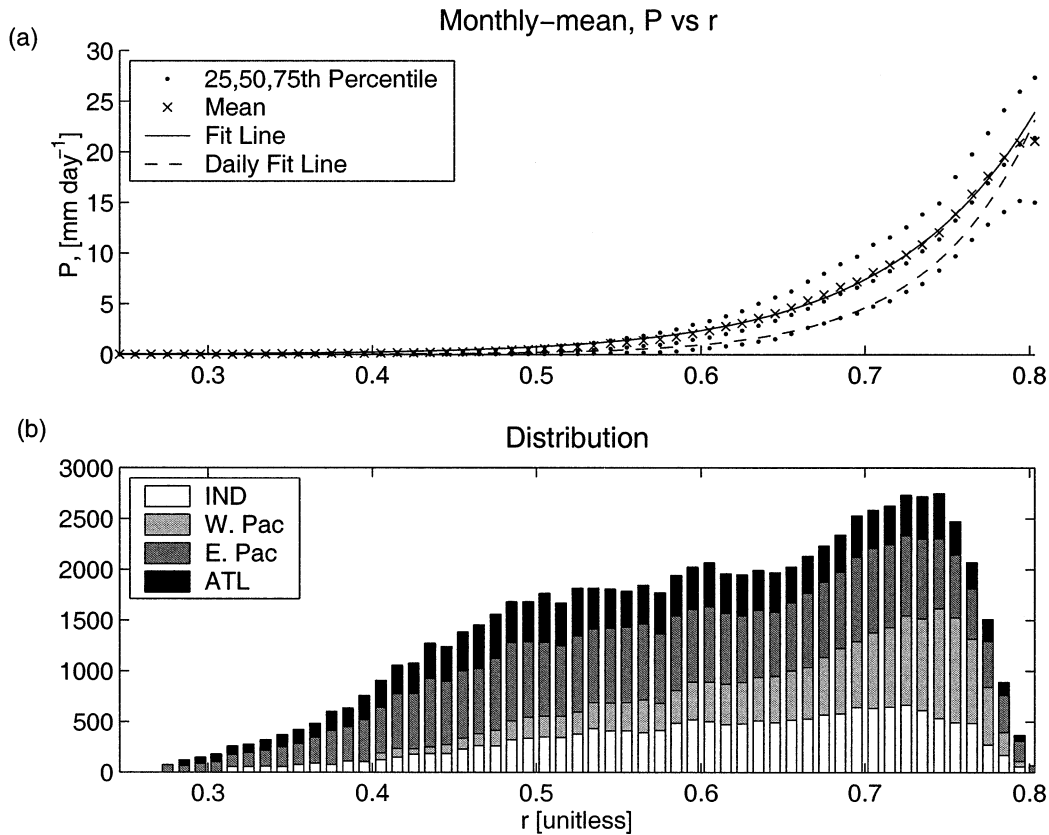 (a)
Monthly-mean, P vs r
30
25
20
15
10
5
0
P, [mm day⁻¹]
25,50,75th Percentile
Mean
Fit Line
Daily Fit Line
0.3 0.4 0.5 0.6 0.7 0.8
(b)
Distribution
3000
2500
2000
1500
1000
500
0
IND
W. Pac
E. Pac
ATL
0.3 0.4 0.5 0.6 0.7 0.8
r [unitless]